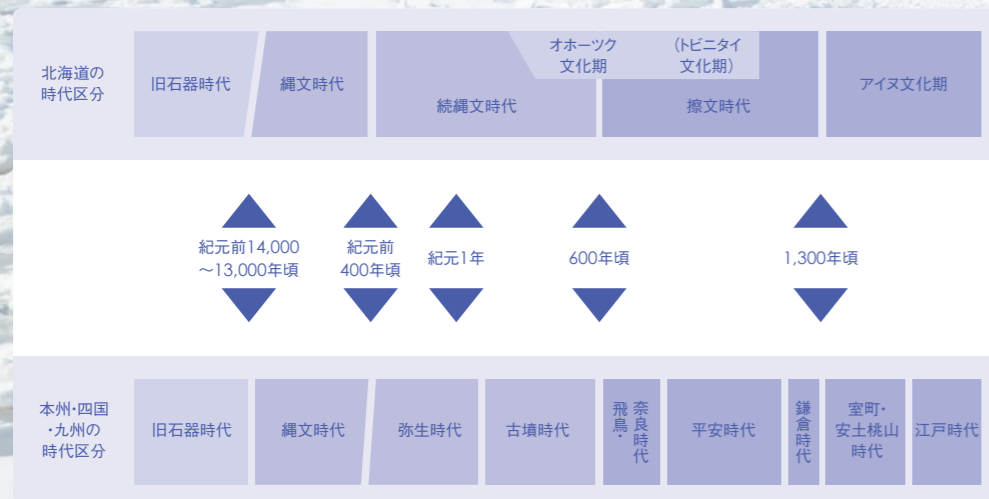 北海道の
時代区分
旧石器時代
縄文時代
続縄文時代
オホーツク
文化期
(トビニタイ
文化期)
擦文時代
アイヌ文化期
紀元前14,000
～13,000年頃
紀元前
400年頃
紀元1年
600年頃
1,300年頃
本州・四国
・九州の
時代区分
旧石器時代
縄文時代
弥生時代
古墳時代
飛鳥・
奈良時代
平安時代
鎌倉時代
室町・
安土桃山
時代
江戸時代